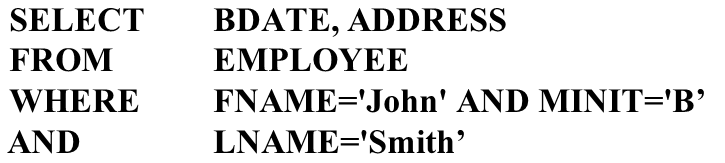 SELECT BDATE, ADDRESS
FROM EMPLOYEE
WHERE FNAME='John' AND MINIT='B’
AND LNAME='Smith’